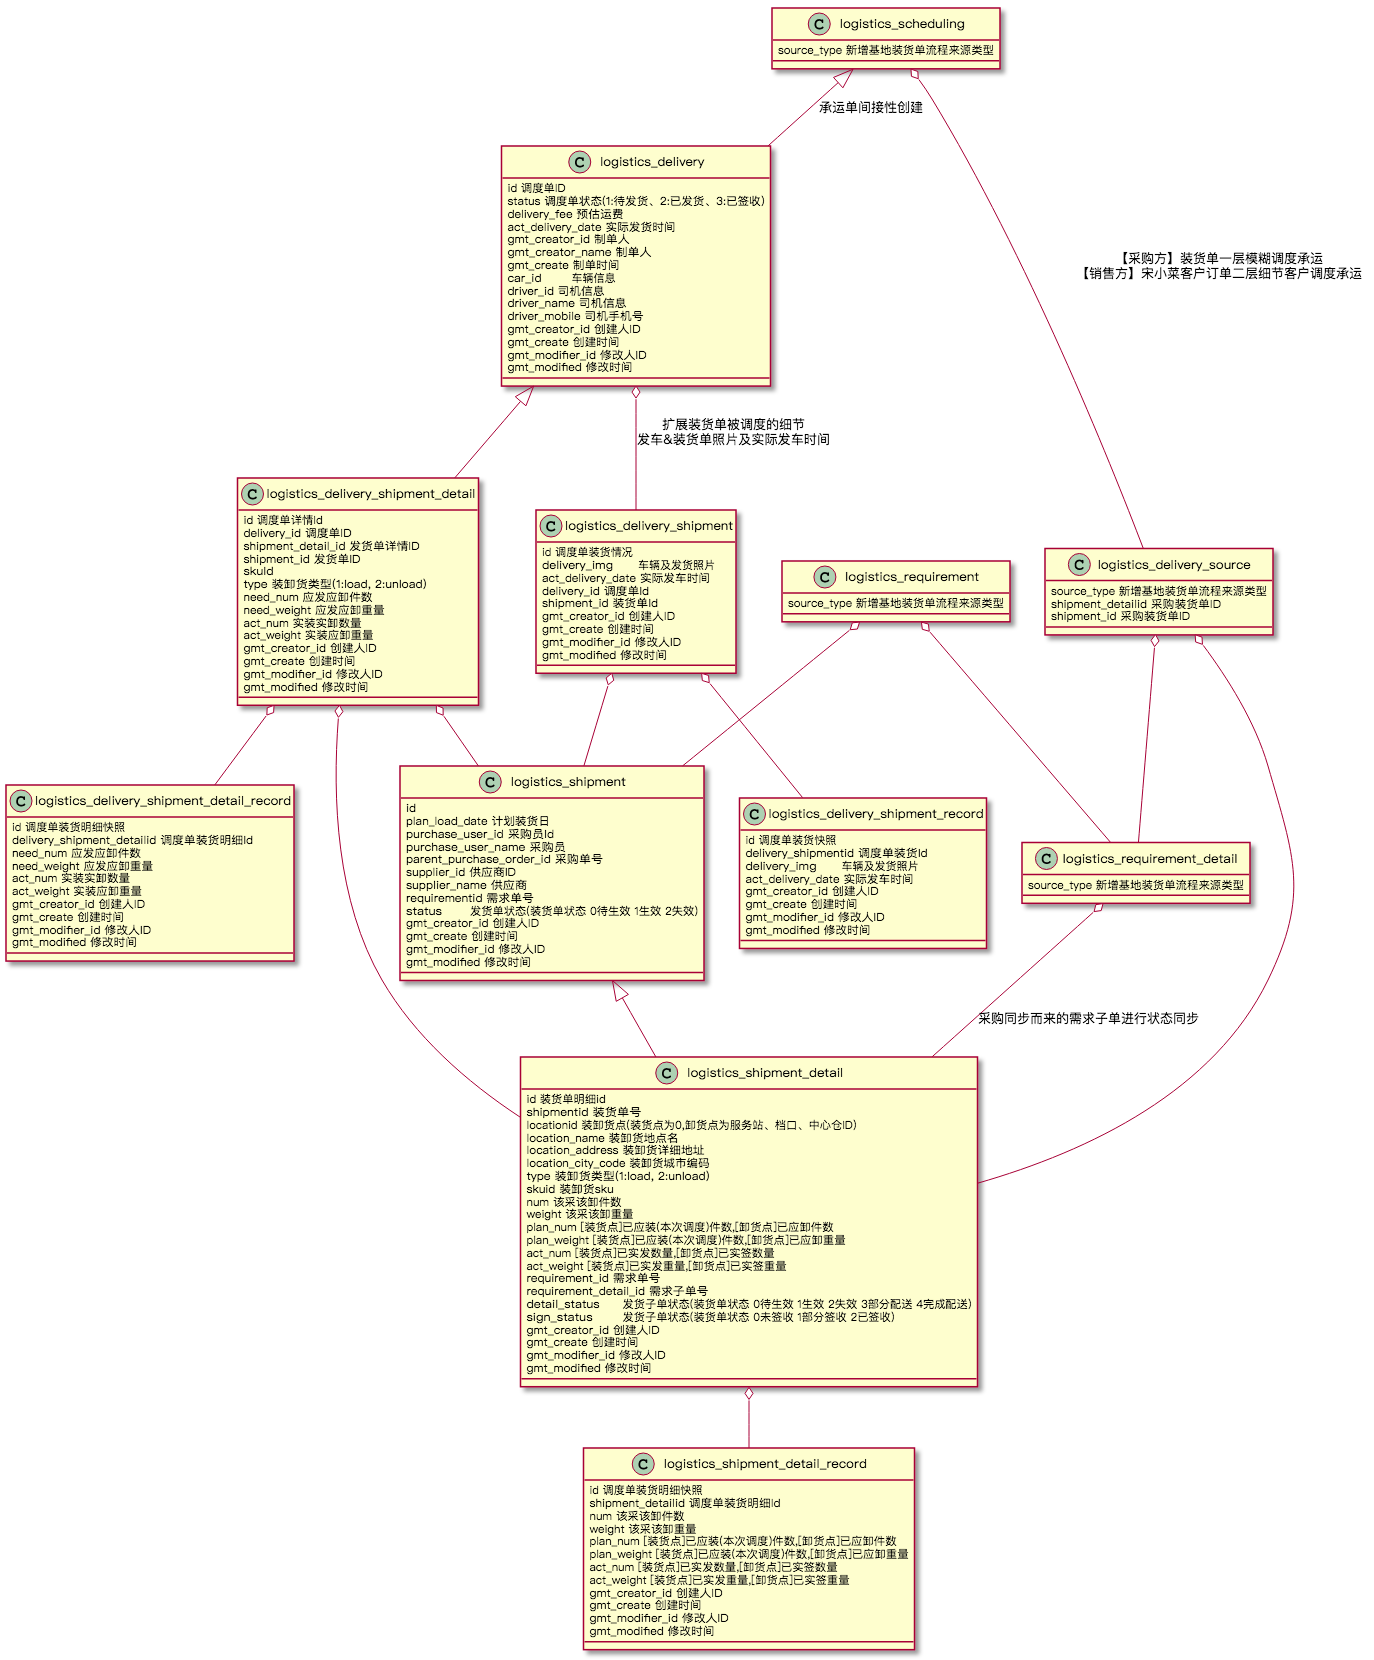 C logistics_scheduling
source_type 新增基地装货单流程来源类型
承运单间接性创建
C logistics_delivery
id 调度单ID
status 调度单状态(1:待发货、2:已发货、3:已签收)
delivery_fee 预估运费
act_delivery_date 实际发货时间
gmt_creator_id 制单人
gmt_creator_name 制单人
gmt_create 制单时间
car_id 车辆信息
driver_id 司机信息
driver_name 司机信息
driver_mobile 司机手机号
gmt_creator_id 创建人ID
gmt_create 创建时间
gmt_modifier_id 修改人ID
gmt_modified 修改时间
【采购方】装货单一层模糊调度承运
【销售方】宋小菜客户订单二层细节客户调度承运
扩展装货单被调度的细节
发车&装货单照片及实际发车时间
C logistics_delivery_shipment_detail
id 调度单详情Id
delivery_id 调度单ID
shipment_detail_id 发货单详情ID
shipment_id 发货单ID
skuId
type 装卸货类型(1:load, 2:unload)
need_num 应发应卸件数
need_weight 应发应卸重量
act_num 实装实卸数量
act_weight 实装应卸重量
gmt_creator_id 创建人ID
gmt_create 创建时间
gmt_modifier_id 修改人ID
gmt_modified 修改时间
C logistics_delivery_shipment
id 调度单装货情况
delivery_img 车辆及发货照片
act_delivery_date 实际发车时间
delivery_id 调度单Id
shipment_id 装货单Id
gmt_creator_id 创建人ID
gmt_create 创建时间
gmt_modifier_id 修改人ID
gmt_modified 修改时间
C logistics_requirement
source_type 新增基地装货单流程来源类型
C logistics_delivery_source
source_type 新增基地装货单流程来源类型
shipment_detailid 采购装货单ID
shipment_id 采购装货单ID
C logistics_delivery_shipment_detail_record
id 调度单装货明细快照
delivery_shipment_detailid 调度单装货明细Id
need_num 应发应卸件数
need_weight 应发应卸重量
act_num 实装实卸数量
act_weight 实装应卸重量
gmt_creator_id 创建人ID
gmt_create 创建时间
gmt_modifier_id 修改人ID
gmt_modified 修改时间
C logistics_shipment
id
plan_load_date 计划装货日
purchase_user_id 采购员Id
purchase_user_name 采购员
parent_purchase_order_id 采购单号
supplier_id 供应商ID
supplier_name 供应商
requirementid 需求单号
status 发货单状态(装货单状态 0待生效 1生效 2失效)
gmt_creator_id 创建人ID
gmt_create 创建时间
gmt_modifier_id 修改人ID
gmt_modified 修改时间
C logistics_delivery_shipment_record
id 调度单装货快照
delivery_shipmentid 调度单装货Id
delivery_img 车辆及发货照片
act_delivery_date 实际发车时间
gmt_creator_id 创建人ID
gmt_create 创建时间
gmt_modifier_id 修改人ID
gmt_modified 修改时间
C logistics_requirement_detail
source_type 新增基地装货单流程来源类型
采购同步而来的需求子单进行状态同步
C logistics_shipment_detail
id 装货单明细id
shipmentid 装货单号
locationid 装卸货点(装货点为0,卸货点为服务站、档口、中心仓ID)
location_name 装卸货地点名
location_address 装卸货详细地址
location_city_code 装卸货城市编码
type 装卸货类型(1:load, 2:unload)
skuid 装卸货sku
num 该采该卸件数
weight 该采该卸重量
plan_num [装货点]已应装(本次调度)件数,[卸货点]已应卸件数
plan_weight [装货点]已应装(本次调度)件数,[卸货点]已应卸重量
act_num [装货点]已实发数量,[卸货点]已实签数量
act_weight [装货点]已实发重量,[卸货点]已实签重量
requirement_id 需求单号
requirement_detail_id 需求子单号
detail_status 发货子单状态(装货单状态 0待生效 1生效 2失效 3部分配送 4完成配送)
sign_status 发货子单状态(装货单状态 0未签收 1部分签收 2已签收)
gmt_creator_id 创建人ID
gmt_create 创建时间
gmt_modifier_id 修改人ID
gmt_modified 修改时间
C logistics_shipment_detail_record
id 调度单装货明细快照
shipment_detailid 调度单装货明细Id
num 该采该卸件数
weight 该采该卸重量
plan_num [装货点]已应装(本次调度)件数,[卸货点]已应卸件数
plan_weight [装货点]已应装(本次调度)件数,[卸货点]已应卸重量
act_num [装货点]已实发数量,[卸货点]已实签数量
act_weight [装货点]已实发重量,[卸货点]已实签重量
gmt_creator_id 创建人ID
gmt_create 创建时间
gmt_modifier_id 修改人ID
gmt_modified 修改时间